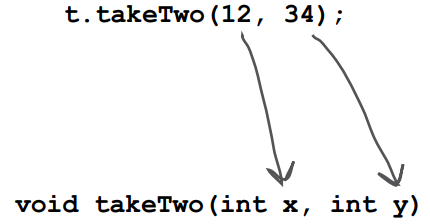 t.takeTwo(12, 34);
void takeTwo(int x, int y)